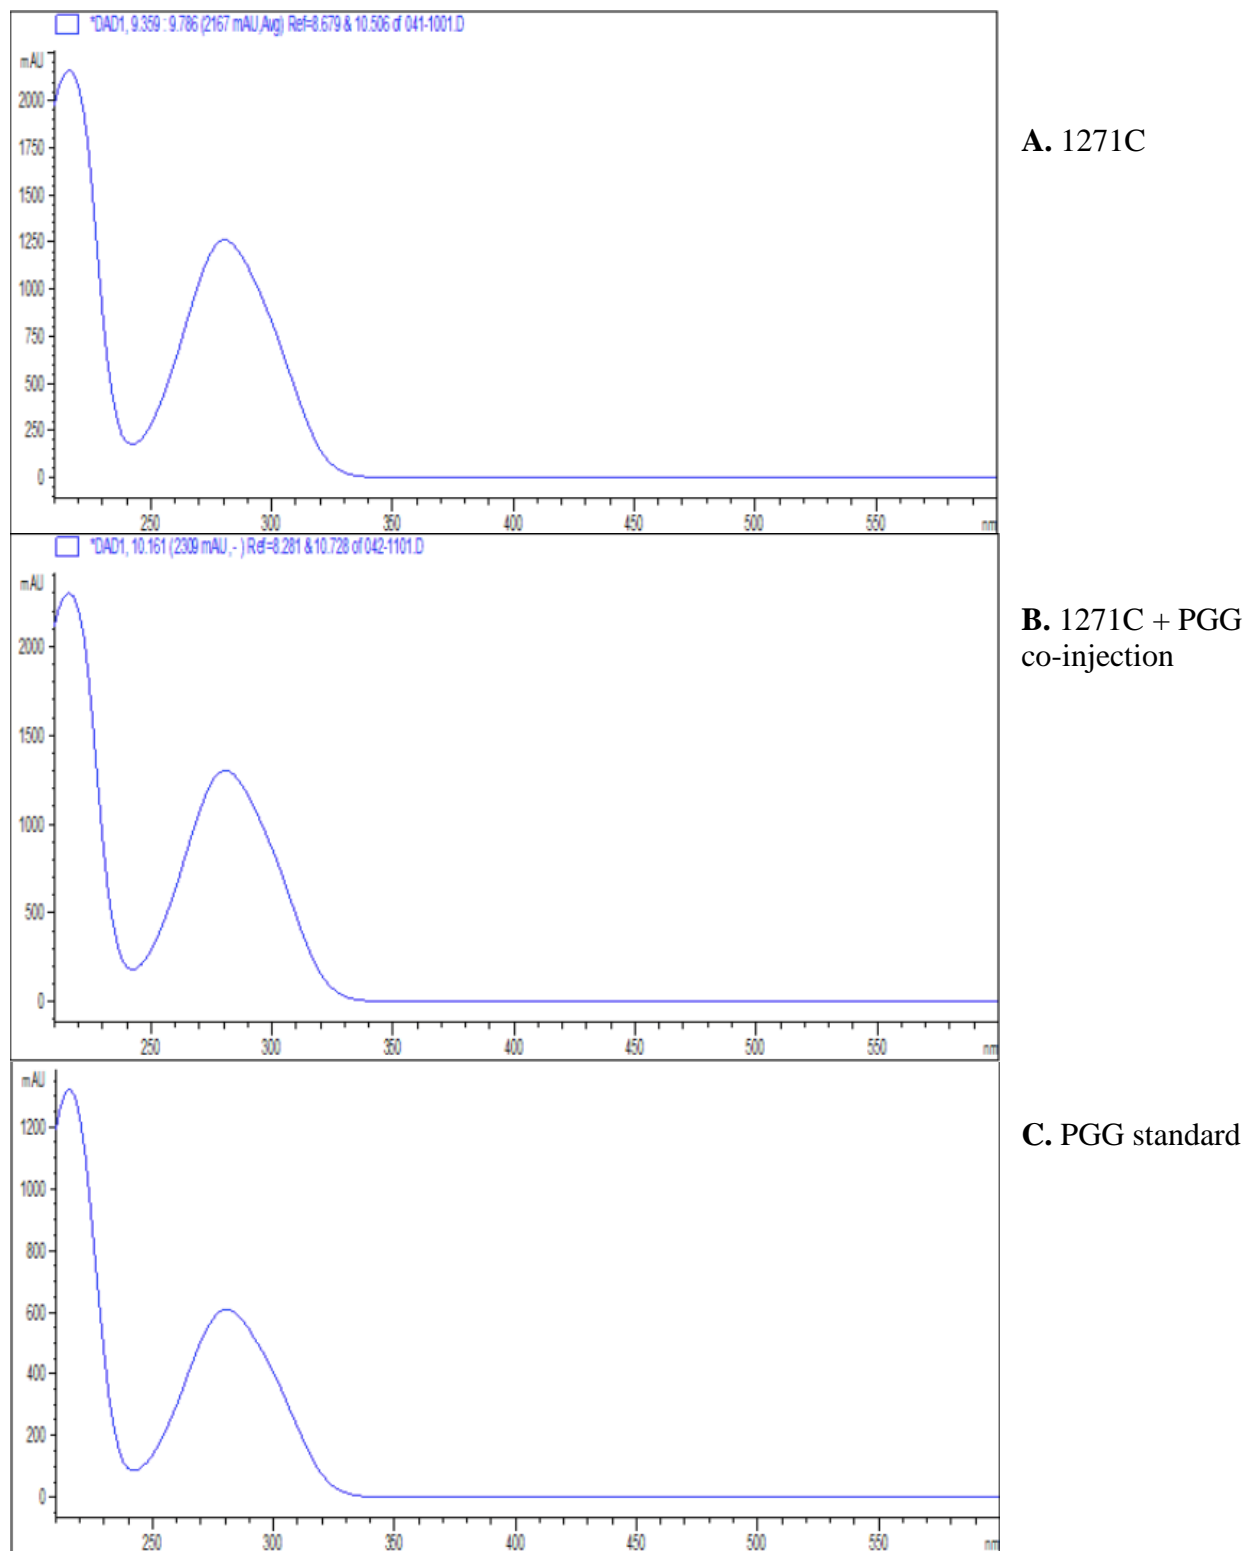 *DAD1, 9.359 : 9.786 (2167 mAU,Avg) Ref=8.679 & 10.506 of 041-1001.D
mAU
2000
1750
1500
1250
1000
750
500
250
0
250 300 350 400 450 500 550 nm
A. 1271C
*DAD1, 10.161 (2309 mAU, - ) Ref=8.281 & 10.728 of 042-1101.D
mAU
2000
1500
1000
500
0
250 300 350 400 450 500 550 nm
B. 1271C + PGG
co-injection
mAU
1200
1000
800
600
400
200
0
250 300 350 400 450 500 550 nm
C. PGG standard